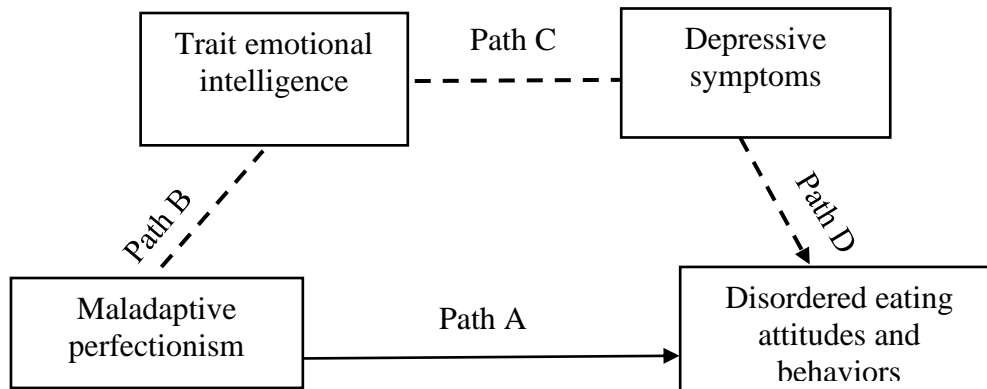 Trait emotional
intelligence
Path C
Depressive
symptoms
Path B
Path D
Maladaptive
perfectionism
Path A
Disordered eating
attitudes and
behaviors